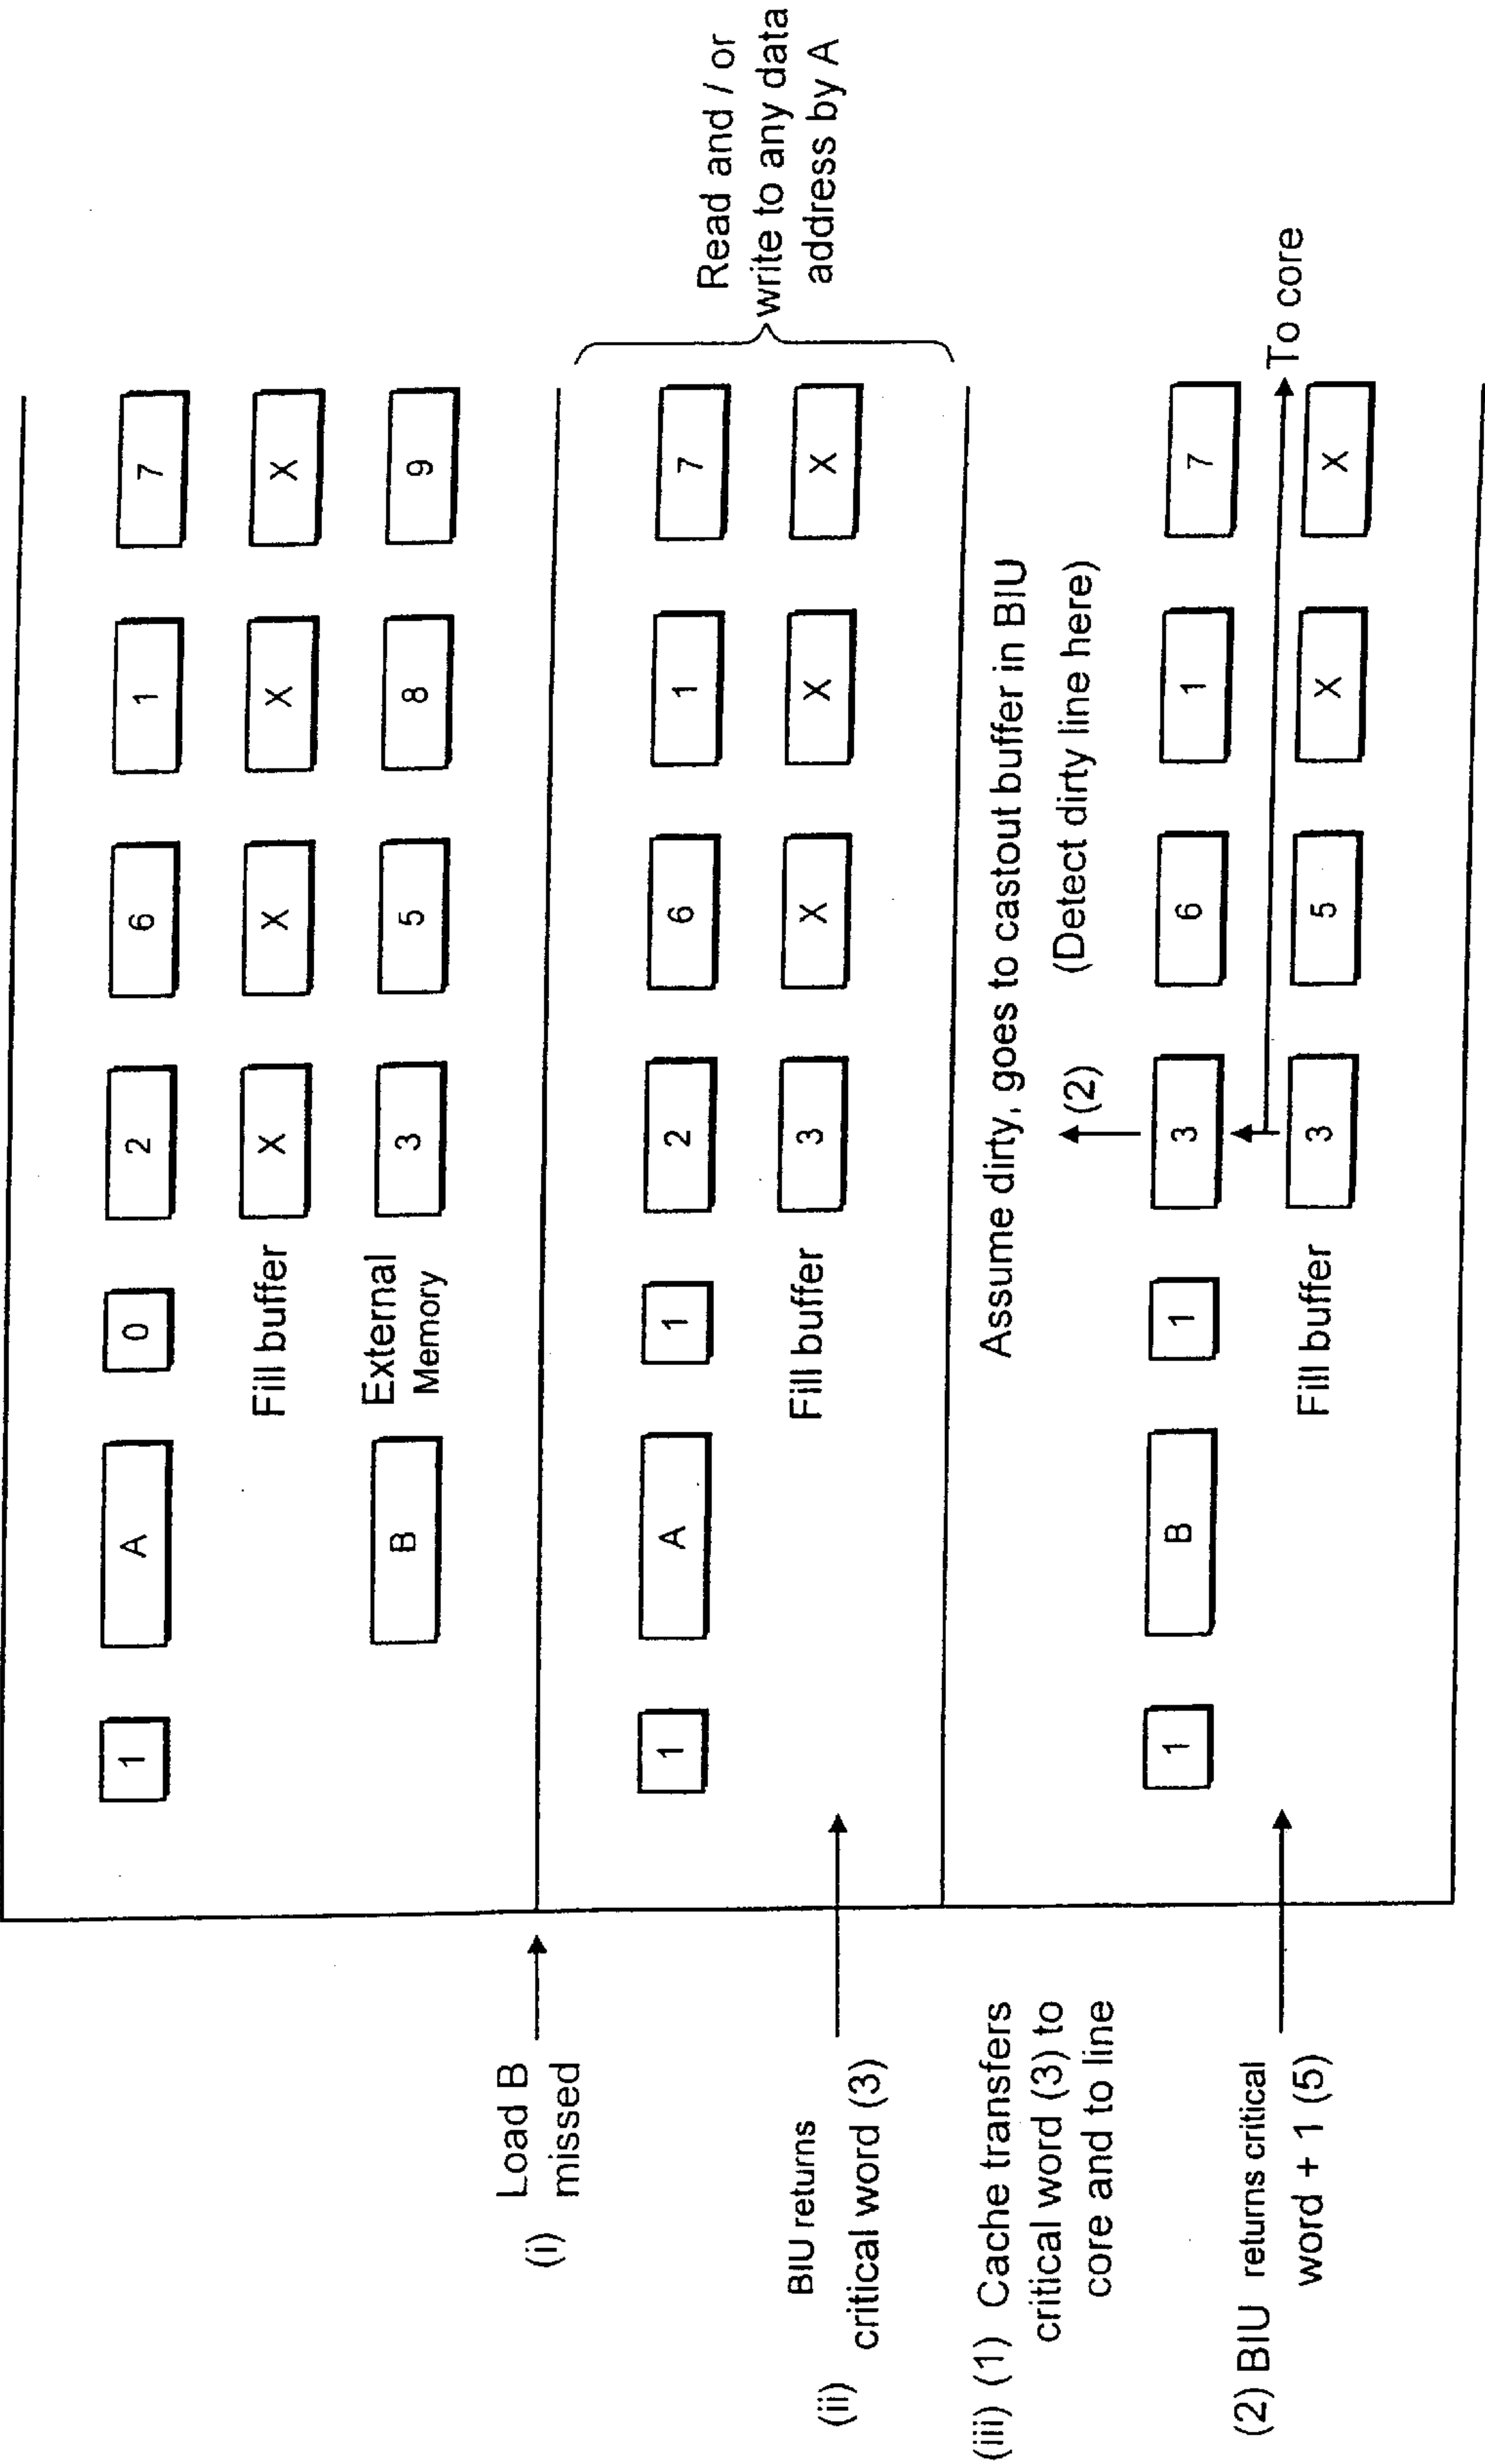 1 A 0 2 6 1 7
Fill buffer X X X X
B External Memory 3 5 8 9
(i) Load B
missed
Read and / or
write to any data
address by A
1 A 1 2 6 1 7
(ii) BIU returns
critical word (3)
Fill buffer 3 X X X
Assume dirty, goes to castout buffer in BIU
(2) (Detect dirty line here)
(iii) (1) Cache transfers
critical word (3) to
core and to line
1 B 1 3 6 1 7
To core
(2) BIU returns critical
word + 1 (5)
Fill buffer 3 5 X X